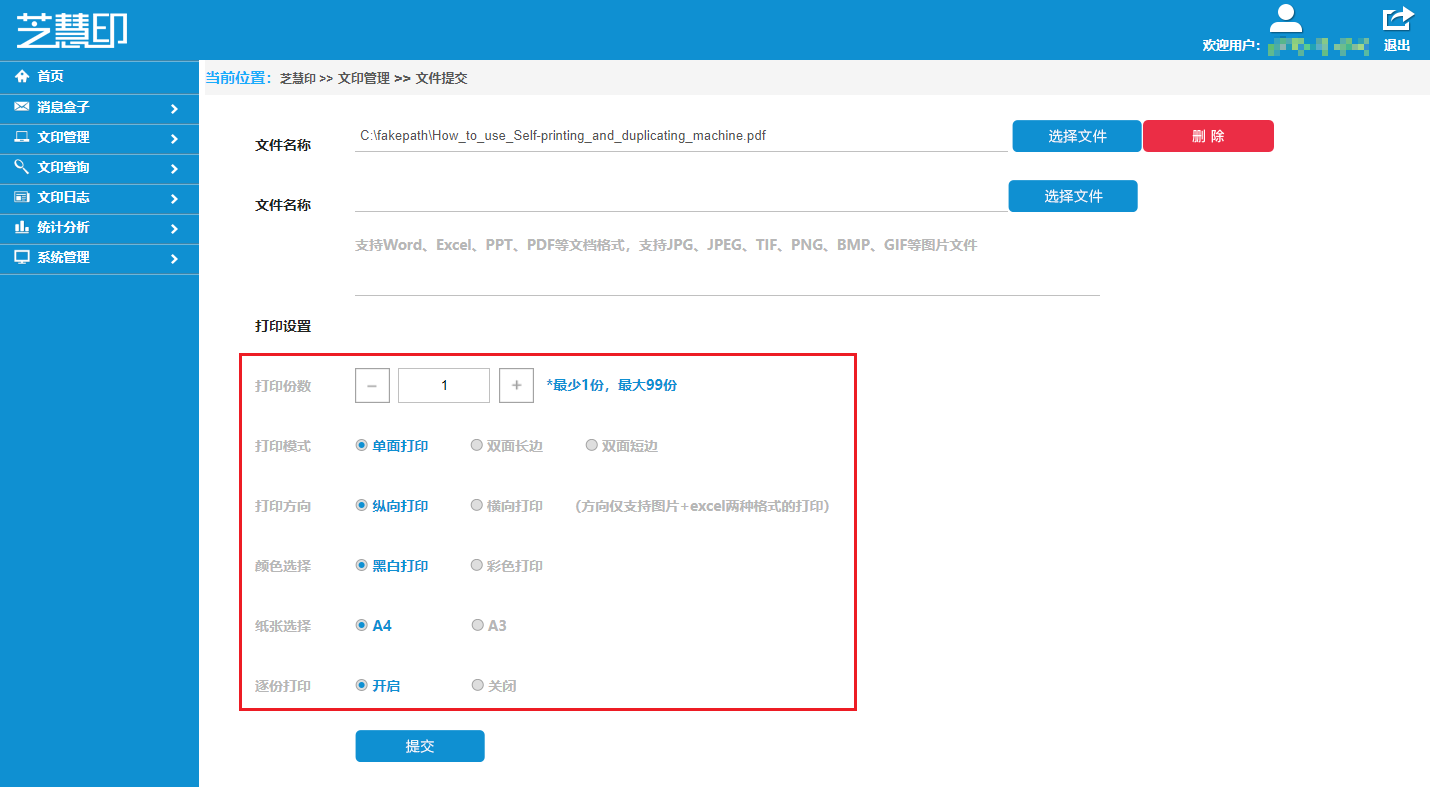 芝慧印
欢迎用户：
退出
首页
消息盒子
文印管理
文印查询
文印日志
统计分析
系统管理
当前位置： 芝慧印 >> 文印管理 >> 文件提交
文件名称 C:\fakepath\How_to_use_Self-printing_and_duplicating_machine.pdf 选择文件 删 除
文件名称 选择文件
支持Word、Excel、PPT、PDF等文档格式，支持JPG、JPEG、TIF、PNG、BMP、GIF等图片文件
打印设置
打印份数 − 1 + *最少1份，最大99份
打印模式 单面打印 双面长边 双面短边
打印方向 纵向打印 横向打印 （方向仅支持图片+excel两种格式的打印）
颜色选择 黑白打印 彩色打印
纸张选择 A4 A3
逐份打印 开启 关闭
提交